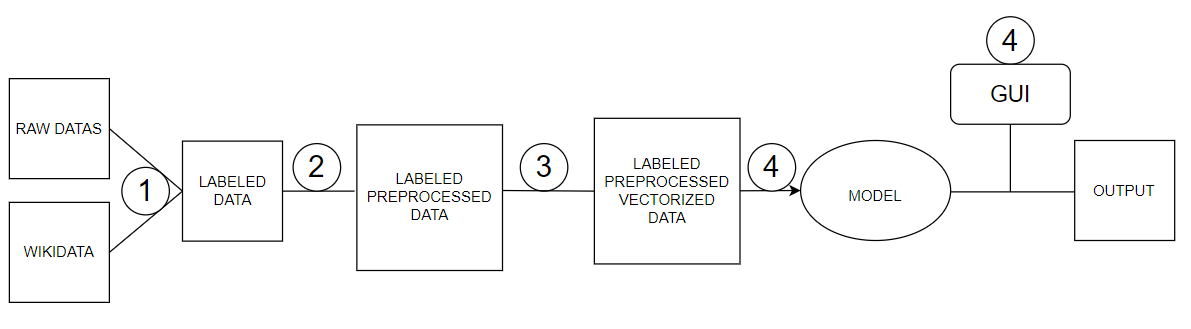 RAW DATAS
WIKIDATA
1
LABELED
DATA
2
LABELED
PREPROCESSED
DATA
3
LABELED
PREPROCESSED
VECTORIZED
DATA
4
MODEL
4
GUI
OUTPUT